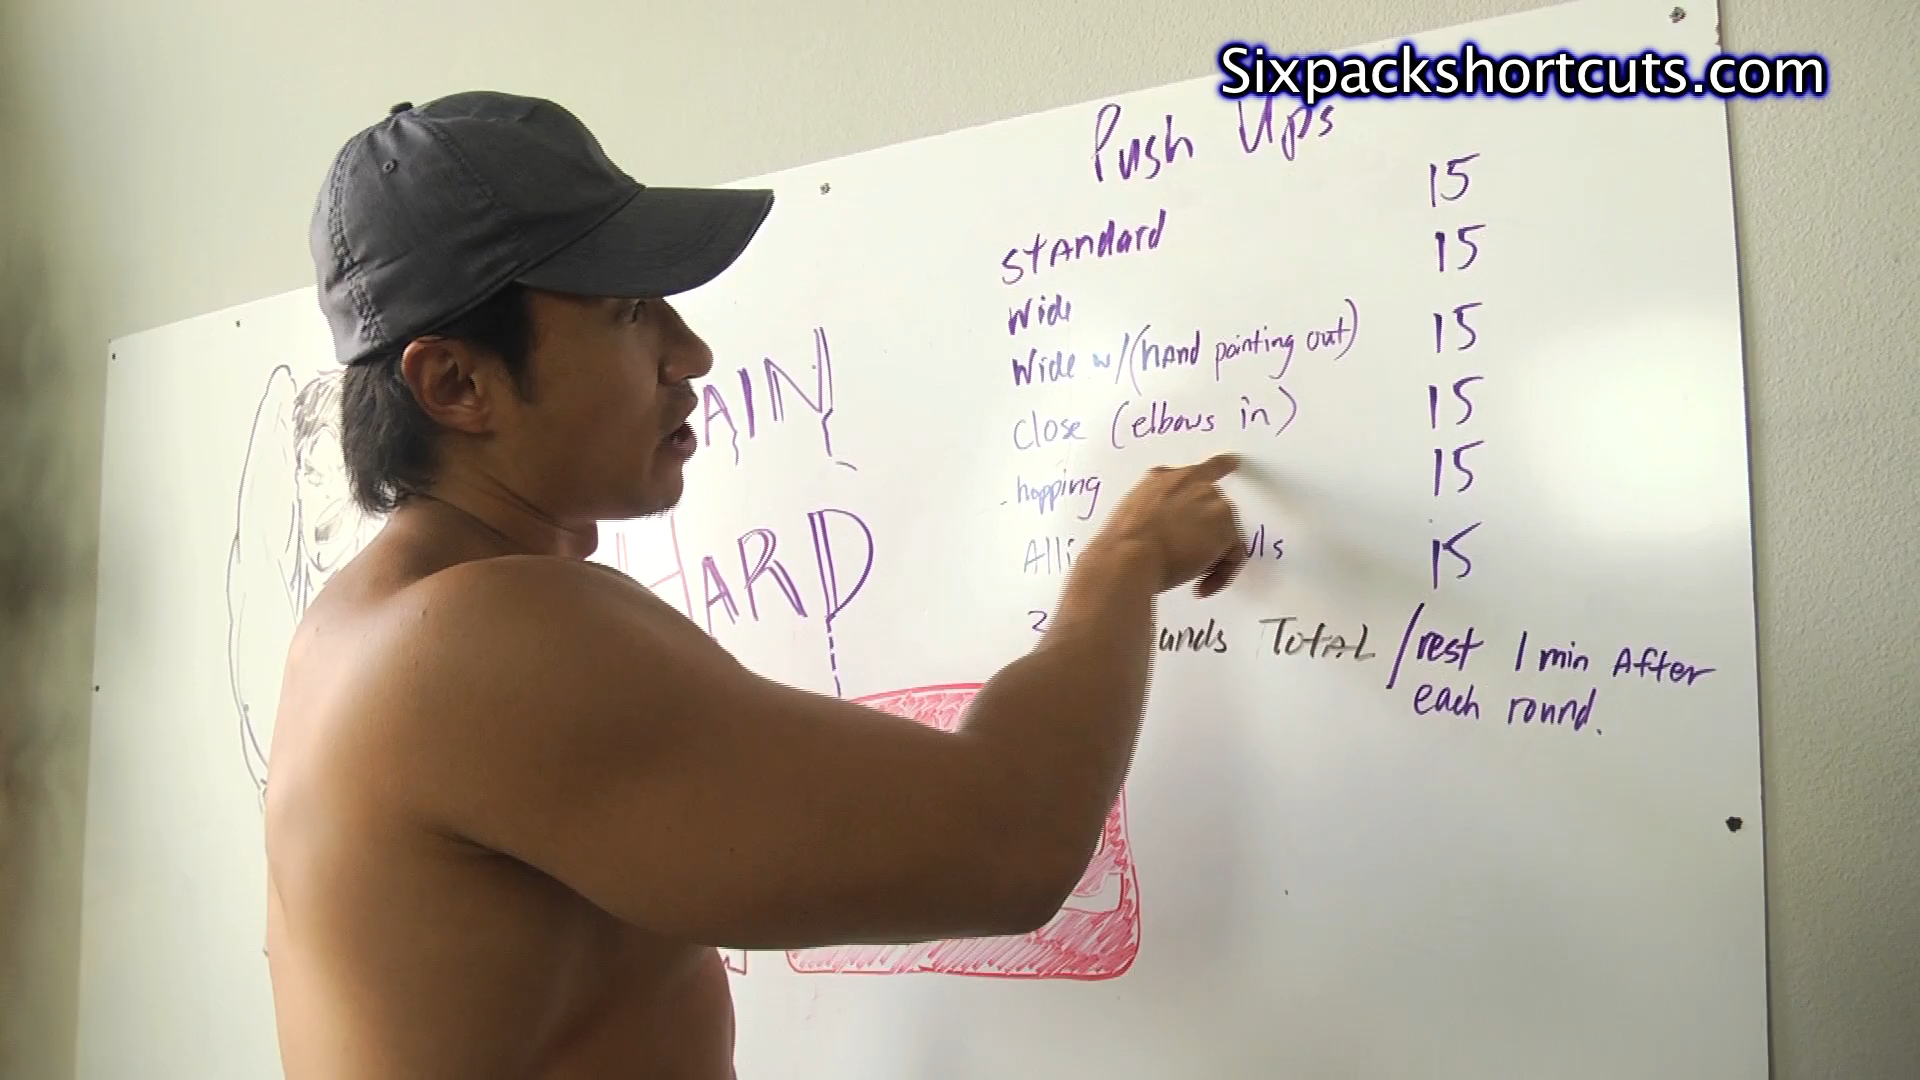 Sixpackshortcuts.com
Push Ups
standard 15
Wide 15
Wide w/(hand pointing out) 15
close (elbows in) 15
hopping 15
15
TOTAL /rest 1 min After
each round.
HARD